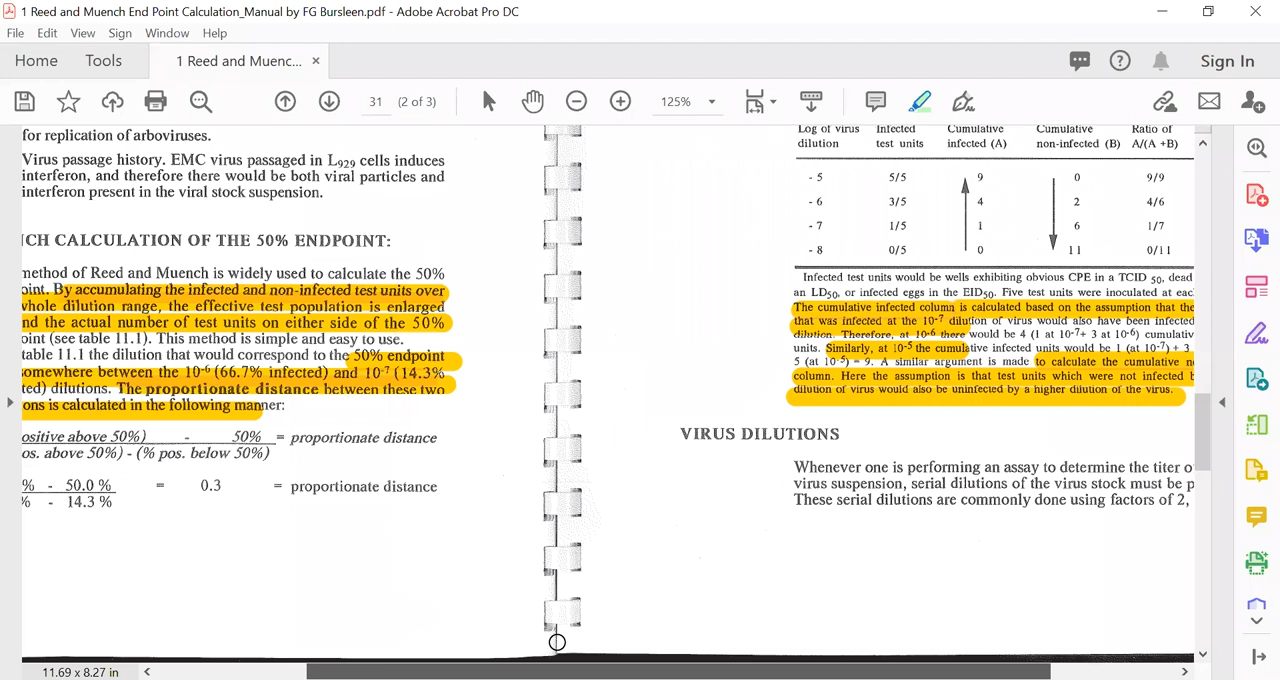 1 Reed and Muench End Point Calculation_Manual by FG Bursleen.pdf - Adobe Acrobat Pro DC
File Edit View Sign Window Help
Home Tools 1 Reed and Muenc... × Sign In
31 (2 of 3) 125%
for replication of arboviruses.
Virus passage history. EMC virus passaged in L929 cells induces
interferon, and therefore there would be both viral particles and
interferon present in the viral stock suspension.
ICH CALCULATION OF THE 50% ENDPOINT:
method of Reed and Muench is widely used to calculate the 50%
oint. By accumulating the infected and non-infected test units over
whole dilution range, the effective test population is enlarged
nd the actual number of test units on either side of the 50%
oint (see table 11.1). This method is simple and easy to use.
table 11.1 the dilution that would correspond to the 50% endpoint
somewhere between the 10-6 (66.7% infected) and 10-7 (14.3%
ted) dilutions. The proportionate distance between these two
ons is calculated in the following manner:
ositive above 50%) - 50% = proportionate distance
os. above 50%) - (% pos. below 50%)
% - 50.0 % = 0.3 = proportionate distance
% - 14.3 %
Log of virus Infected Cumulative Cumulative Ratio of
dilution test units infected (A) non-infected (B) A/(A +B)
- 5 5/5 9 0 9/9
- 6 3/5 4 2 4/6
- 7 1/5 1 6 1/7
- 8 0/5 0 11 0/11
Infected test units would be wells exhibiting obvious CPE in a TCID 50, dead
an LD50, or infected eggs in the EID50. Five test units were inoculated at eac
The cumulative infected column is calculated based on the assumption that the
that was infected at the 10-7 dilution of virus would also have been infected
dilution. Therefore, at 10-6 there would be 4 (1 at 10-7+ 3 at 10-6) cumulativ
units. Similarly, at 10-5 the cumulative infected units would be 1 (at 10-7) + 3
5 (at 10-5) = 9. A similar argument is made to calculate the cumulative n
column. Here the assumption is that test units which were not infected b
dilution of virus would also be uninfected by a higher dilution of the virus.
VIRUS DILUTIONS
Whenever one is performing an assay to determine the titer o
virus suspension, serial dilutions of the virus stock must be p
These serial dilutions are commonly done using factors of 2,
11.69 x 8.27 in